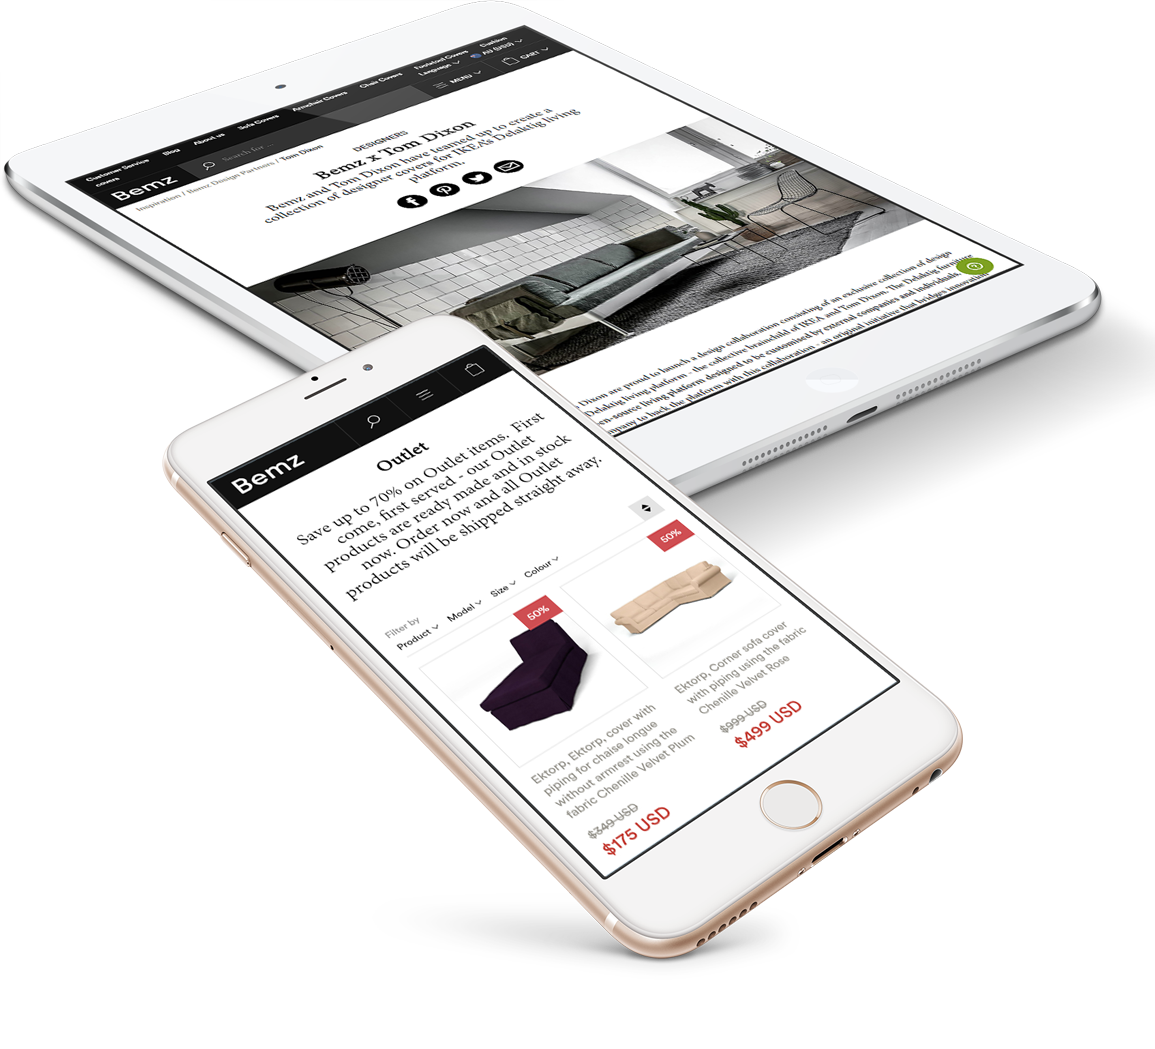 Customer Service
Blog
About us
Sofa Covers
Armchair Covers
Chair Covers
Footstool Covers
Cushion
covers
Language
AU (USD)
Bemz
Search for ...
MENU
CART
Inspiration / Bemz Design Partners / Tom Dixon
DESIGNERS
Bemz x Tom Dixon
Bemz and Tom Dixon have teamed up to create a
collection of designer covers for IKEA's Delaktig living
platform.
Dixon are proud to launch a design collaboration consisting of an exclusive collection of design
Delaktig living platform - the collective brainchild of IKEA and Tom Dixon. The Delaktig furniture
en-source living platform designed to be customised by external companies and individuals.
mpany to back the platform with this collaboration - an original initiative that bridges innovation
Bemz
Outlet
Save up to 70% on Outlet items. First
come, first served - our Outlet
products are ready made and in stock
now. Order now and all Outlet
products will be shipped straight away.
Filter by
Product
Model
Size
Colour
50%
Ektorp, Ektorp, cover with
piping for chaise longue
without armrest using the
fabric Chenille Velvet Plum
$349 USD
$175 USD
50%
Ektorp, Corner sofa cover
with piping using the fabric
Chenille Velvet Rose
$999 USD
$499 USD